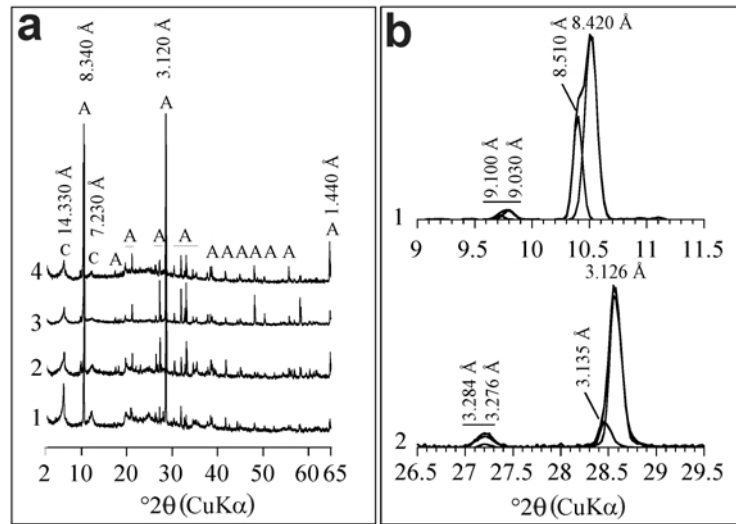 a
8.340 Å
3.120 Å
A
A
14.330 Å
7.230 Å
1.440 Å
C
C
A
A
A
A
AAAAAA
A
4
3
2
1
2 10 20 30 40 50 60 65
°2θ (CuKα)
b
8.510 Å
8.420 Å
9.100 Å
9.030 Å
1
9 9.5 10 10.5 11 11.5
3.126 Å
3.135 Å
3.284 Å
3.276 Å
2
26.5 27 27.5 28 28.5 29 29.5
°2θ (CuKα)